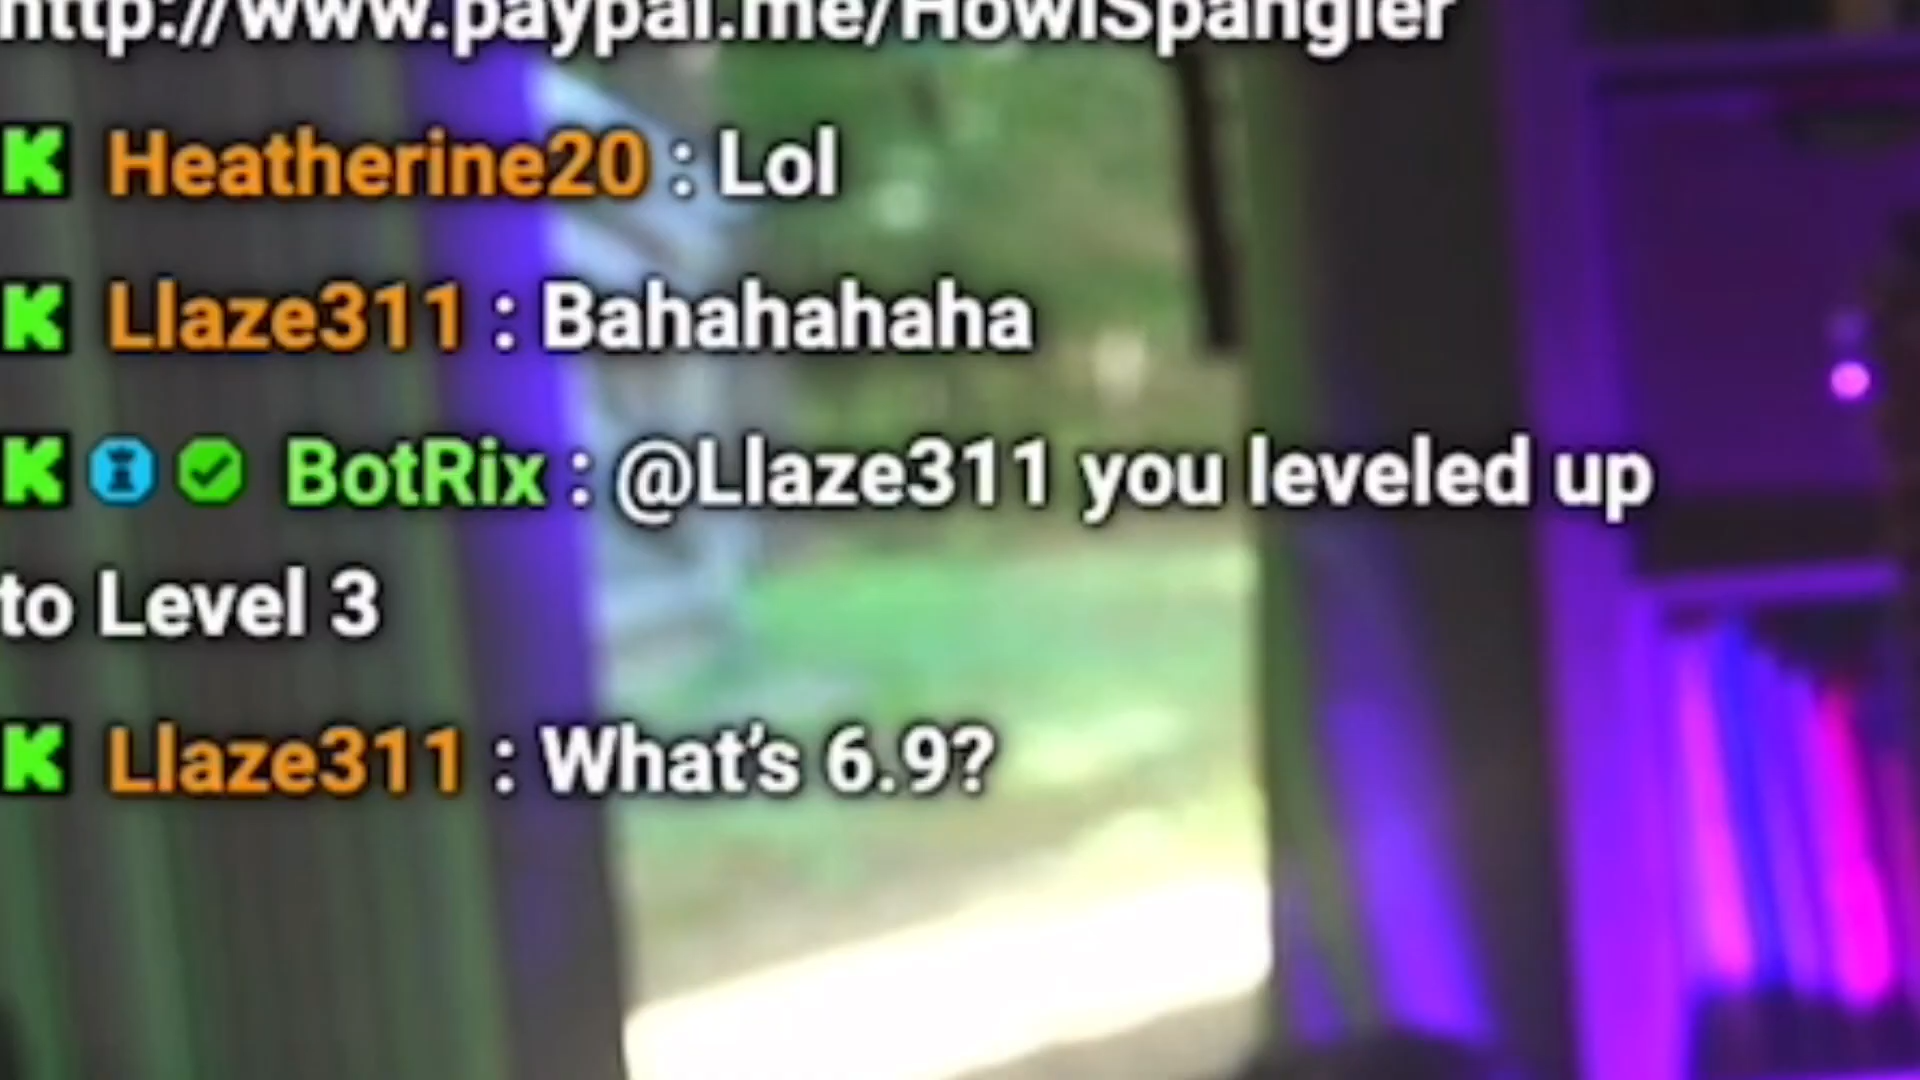 http://www.paypal.me/HowlSpangler
Heatherine20 : Lol
Llaze311 : Bahahahaha
BotRix : @Llaze311 you leveled up
to Level 3
Llaze311 : What's 6.9?